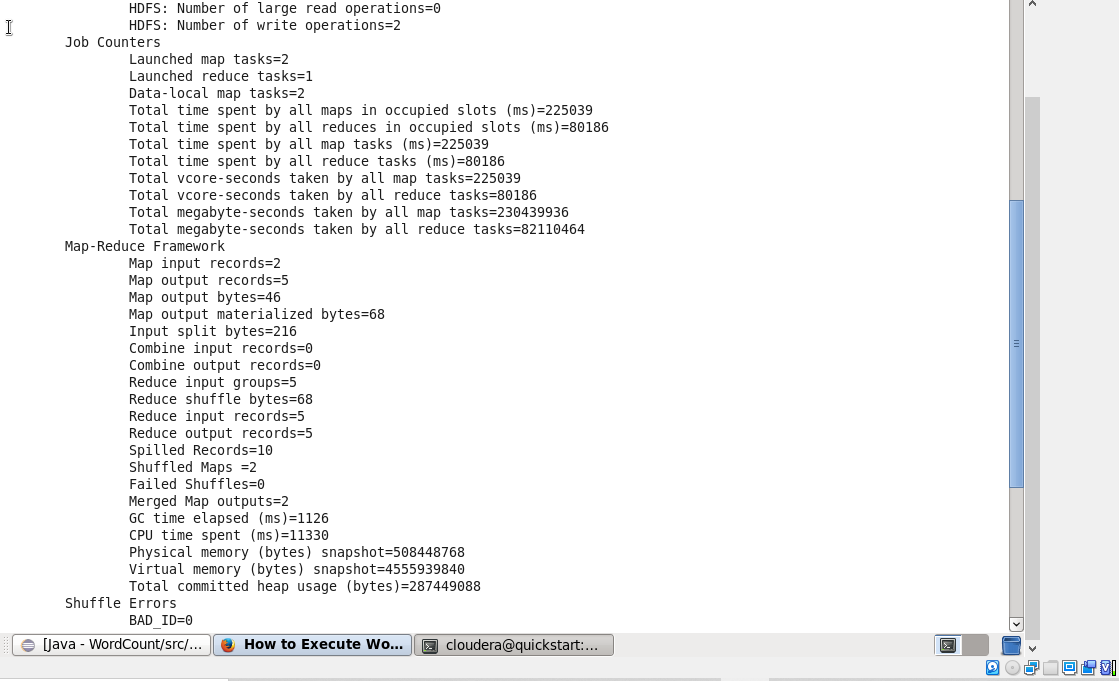 HDFS: Number of large read operations=0
HDFS: Number of write operations=2
Job Counters
Launched map tasks=2
Launched reduce tasks=1
Data-local map tasks=2
Total time spent by all maps in occupied slots (ms)=225039
Total time spent by all reduces in occupied slots (ms)=80186
Total time spent by all map tasks (ms)=225039
Total time spent by all reduce tasks (ms)=80186
Total vcore-seconds taken by all map tasks=225039
Total vcore-seconds taken by all reduce tasks=80186
Total megabyte-seconds taken by all map tasks=230439936
Total megabyte-seconds taken by all reduce tasks=82110464
Map-Reduce Framework
Map input records=2
Map output records=5
Map output bytes=46
Map output materialized bytes=68
Input split bytes=216
Combine input records=0
Combine output records=0
Reduce input groups=5
Reduce shuffle bytes=68
Reduce input records=5
Reduce output records=5
Spilled Records=10
Shuffled Maps =2
Failed Shuffles=0
Merged Map outputs=2
GC time elapsed (ms)=1126
CPU time spent (ms)=11330
Physical memory (bytes) snapshot=508448768
Virtual memory (bytes) snapshot=4555939840
Total committed heap usage (bytes)=287449088
Shuffle Errors
BAD_ID=0
[Java - WordCount/src/... How to Execute Wo... cloudera@quickstart:...